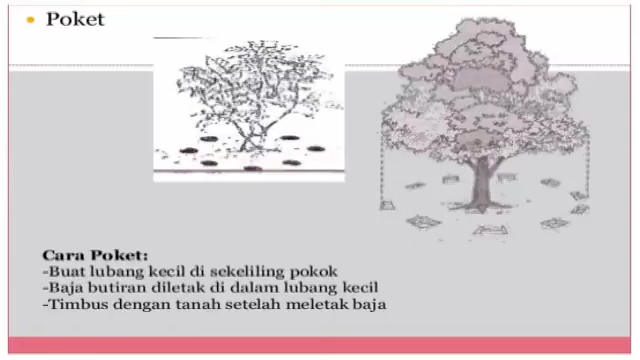 • Poket
Cara Poket:
-Buat lubang kecil di sekeliling pokok
-Baja butiran diletak di dalam lubang kecil
-Timbus dengan tanah setelah meletak baja